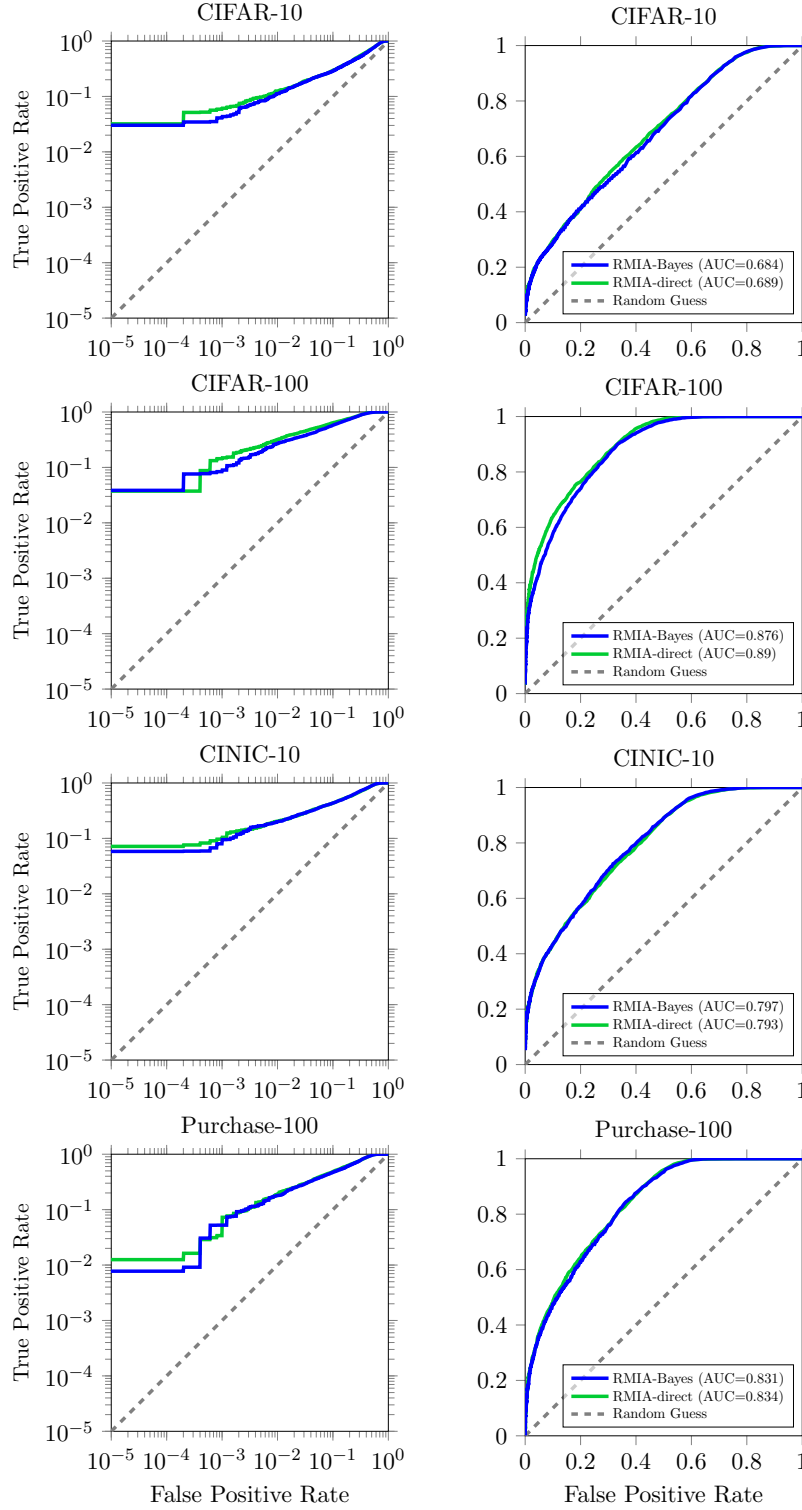 CIFAR-10
CIFAR-10
True Positive Rate
10^0
10^−1
10^−2
10^−3
10^−4
10^−5
10^−5 10^−4 10^−3 10^−2 10^−1 10^0
1
0.8
0.6
0.4
0.2
0
0 0.2 0.4 0.6 0.8 1
RMIA-Bayes (AUC=0.684)
RMIA-direct (AUC=0.689)
Random Guess
CIFAR-100
CIFAR-100
True Positive Rate
10^0
10^−1
10^−2
10^−3
10^−4
10^−5
10^−5 10^−4 10^−3 10^−2 10^−1 10^0
1
0.8
0.6
0.4
0.2
0
0 0.2 0.4 0.6 0.8 1
RMIA-Bayes (AUC=0.876)
RMIA-direct (AUC=0.89)
Random Guess
CINIC-10
CINIC-10
True Positive Rate
10^0
10^−1
10^−2
10^−3
10^−4
10^−5
10^−5 10^−4 10^−3 10^−2 10^−1 10^0
1
0.8
0.6
0.4
0.2
0
0 0.2 0.4 0.6 0.8 1
RMIA-Bayes (AUC=0.797)
RMIA-direct (AUC=0.793)
Random Guess
Purchase-100
Purchase-100
True Positive Rate
10^0
10^−1
10^−2
10^−3
10^−4
10^−5
10^−5 10^−4 10^−3 10^−2 10^−1 10^0
False Positive Rate
1
0.8
0.6
0.4
0.2
0
0 0.2 0.4 0.6 0.8 1
RMIA-Bayes (AUC=0.831)
RMIA-direct (AUC=0.834)
Random Guess
False Positive Rate